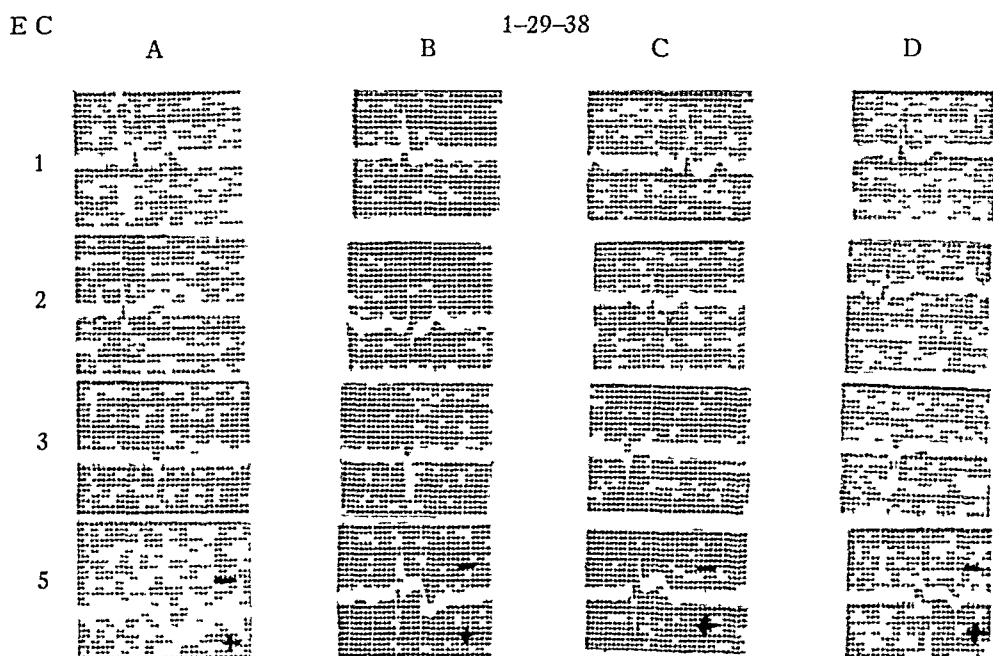 E C 1–29–38
A B C D
1
2
3
5
– – – –
+ + + +